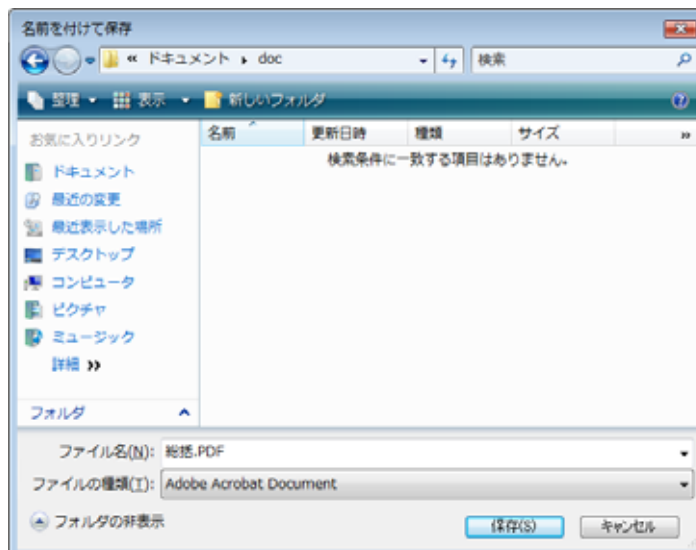 名前を付けて保存
« ドキュメント ▸ doc 検索
整理 表示 新しいフォルダ
お気に入りリンク
名前 更新日時 種類 サイズ »
検索条件に一致する項目はありません。
ドキュメント
最近の変更
最近表示した場所
デスクトップ
コンピュータ
ピクチャ
ミュージック
詳細 »
フォルダ
ファイル名(N): 総括.PDF
ファイルの種類(T): Adobe Acrobat Document
フォルダの非表示 保存(S) キャンセル